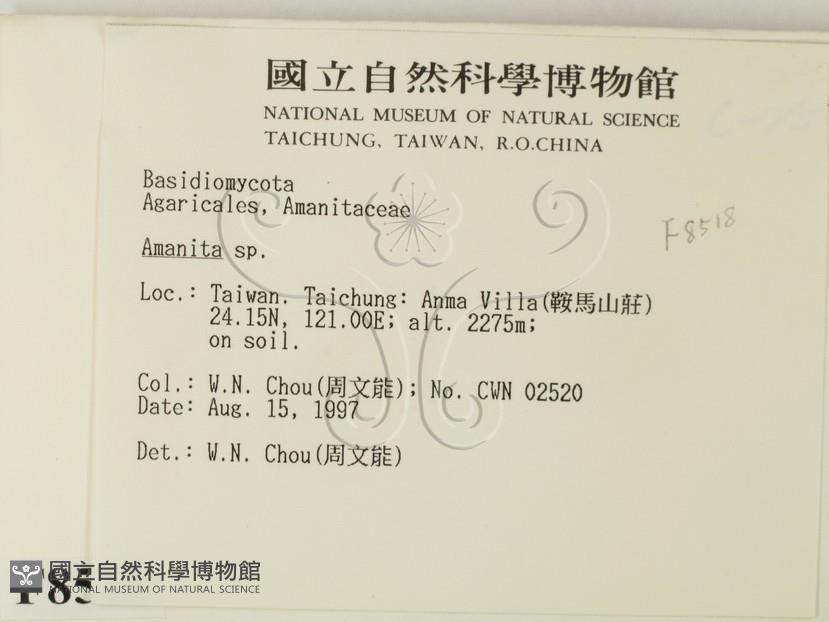 國立自然科學博物館
NATIONAL MUSEUM OF NATURAL SCIENCE
TAICHUNG, TAIWAN, R.O.CHINA
Basidiomycota
Agaricales, Amanitaceae
F8518
Amanita sp.
Loc.: Taiwan. Taichung: Anma Villa(鞍馬山莊)
24.15N, 121.00E; alt. 2275m;
on soil.
Col.: W.N. Chou(周文能); No. CWN 02520
Date: Aug. 15, 1997
Det.: W.N. Chou(周文能)
國立自然科學博物館
NATIONAL MUSEUM OF NATURAL SCIENCE